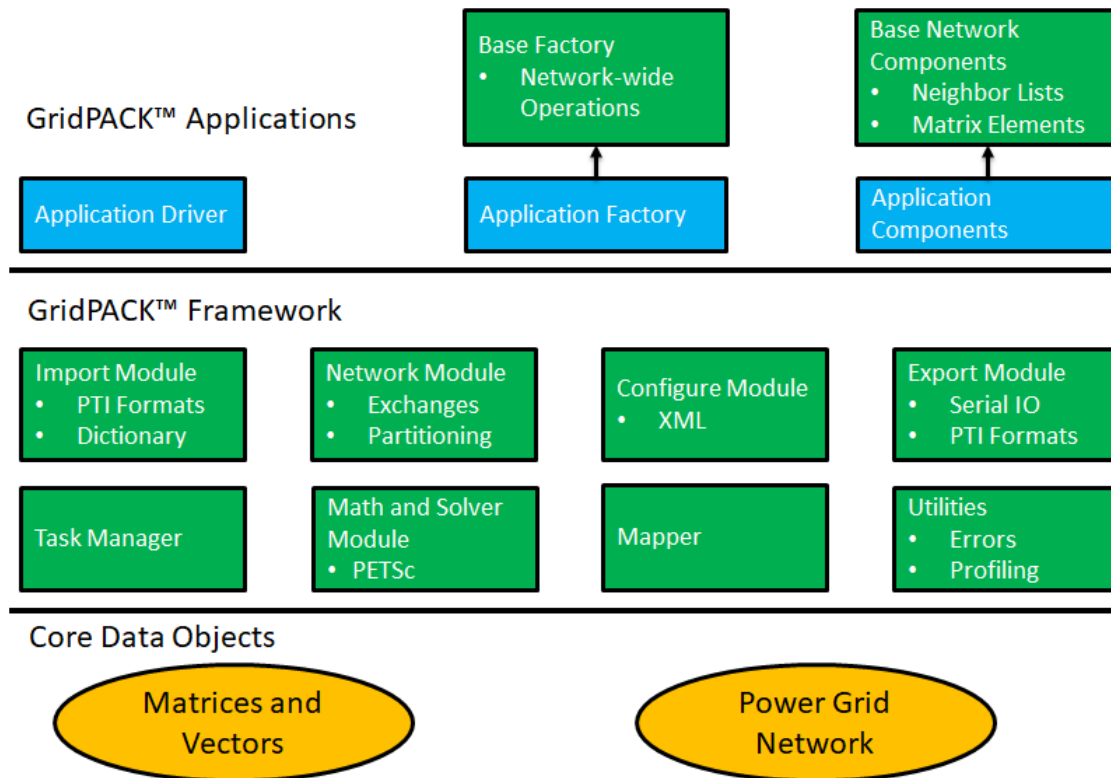 Base Factory
• Network-wide
Operations
Base Network
Components
• Neighbor Lists
• Matrix Elements
GridPACK™ Applications
Application Driver
Application Factory
Application
Components
GridPACK™ Framework
Import Module
• PTI Formats
• Dictionary
Network Module
• Exchanges
• Partitioning
Configure Module
• XML
Export Module
• Serial IO
• PTI Formats
Task Manager
Math and Solver
Module
• PETSc
Mapper
Utilities
• Errors
• Profiling
Core Data Objects
Matrices and
Vectors
Power Grid
Network